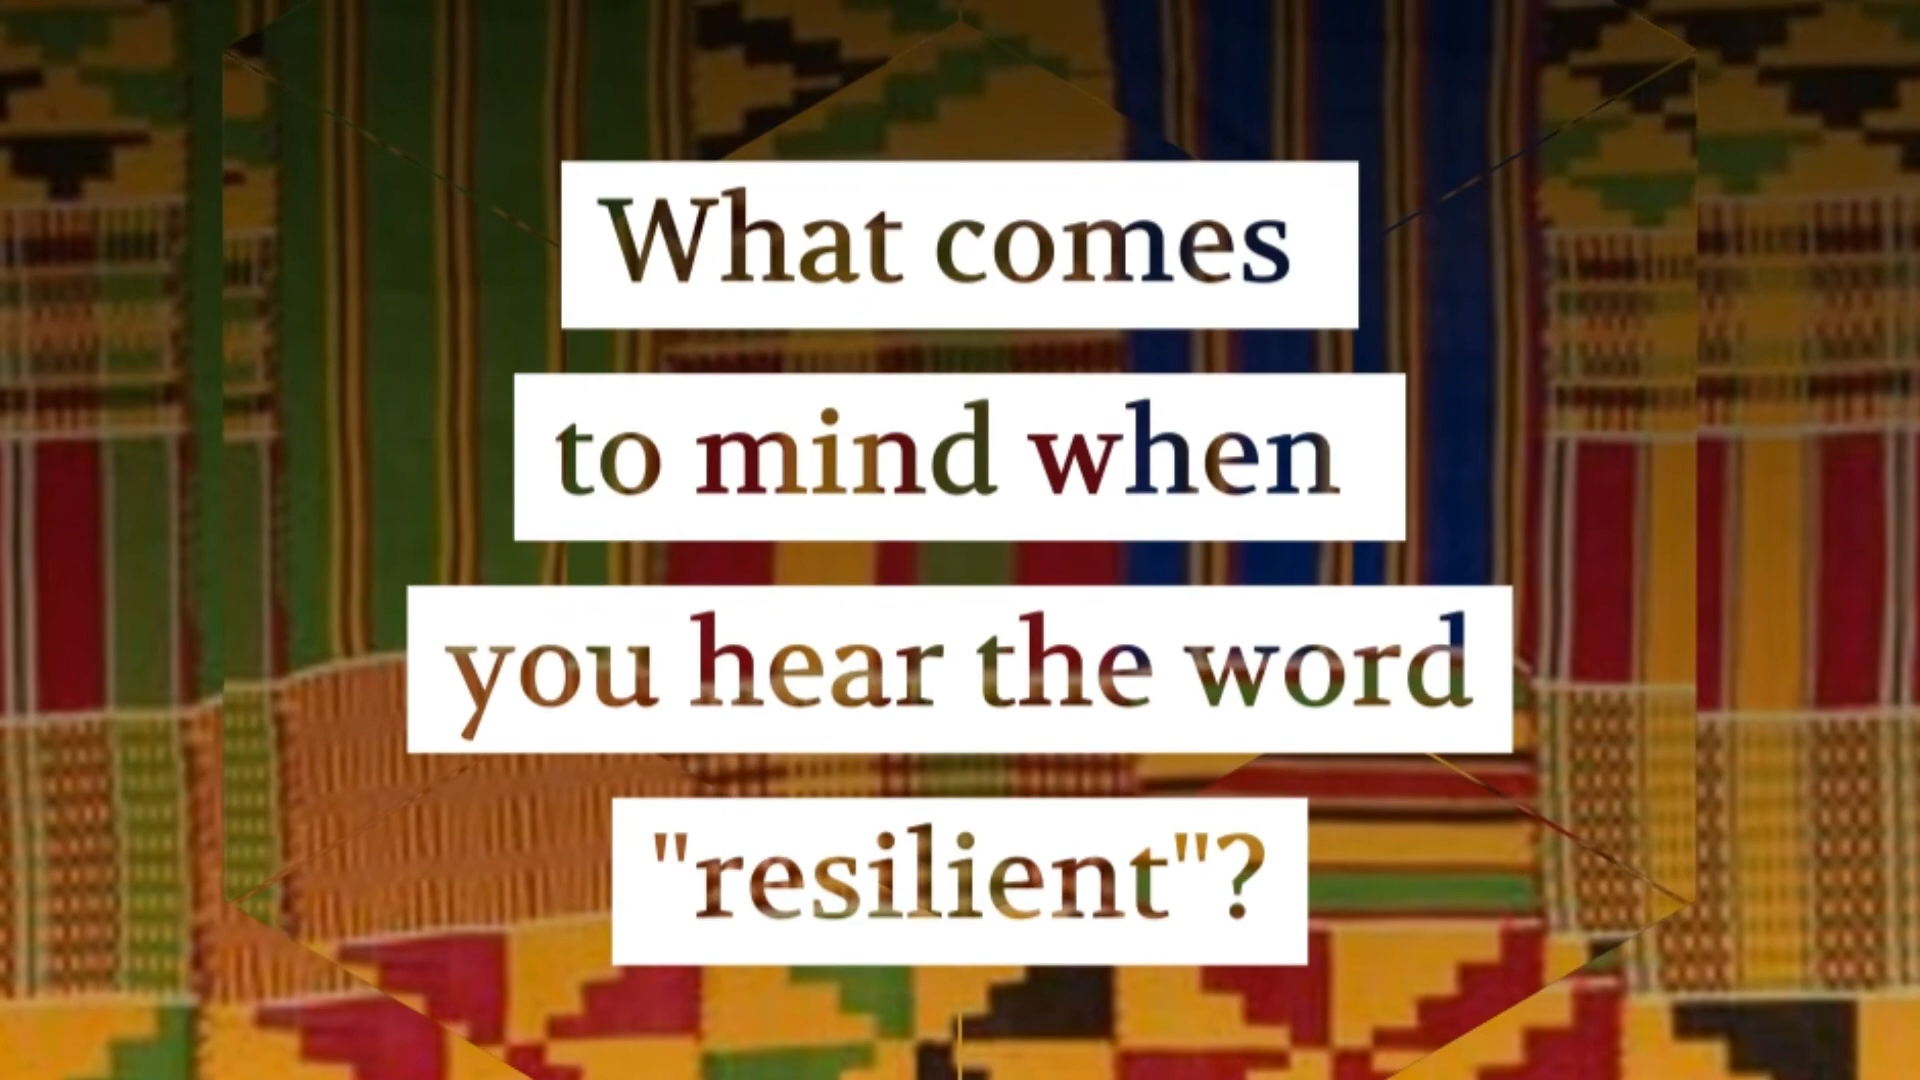 What comes
to mind when
you hear the word
"resilient"?